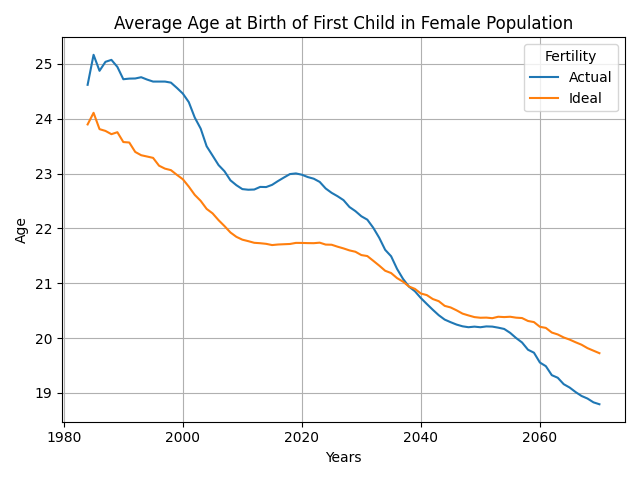 Average Age at Birth of First Child in Female Population
Fertility
Actual
Ideal
Age
25
24
23
22
21
20
19
1980
2000
2020
2040
2060
Years